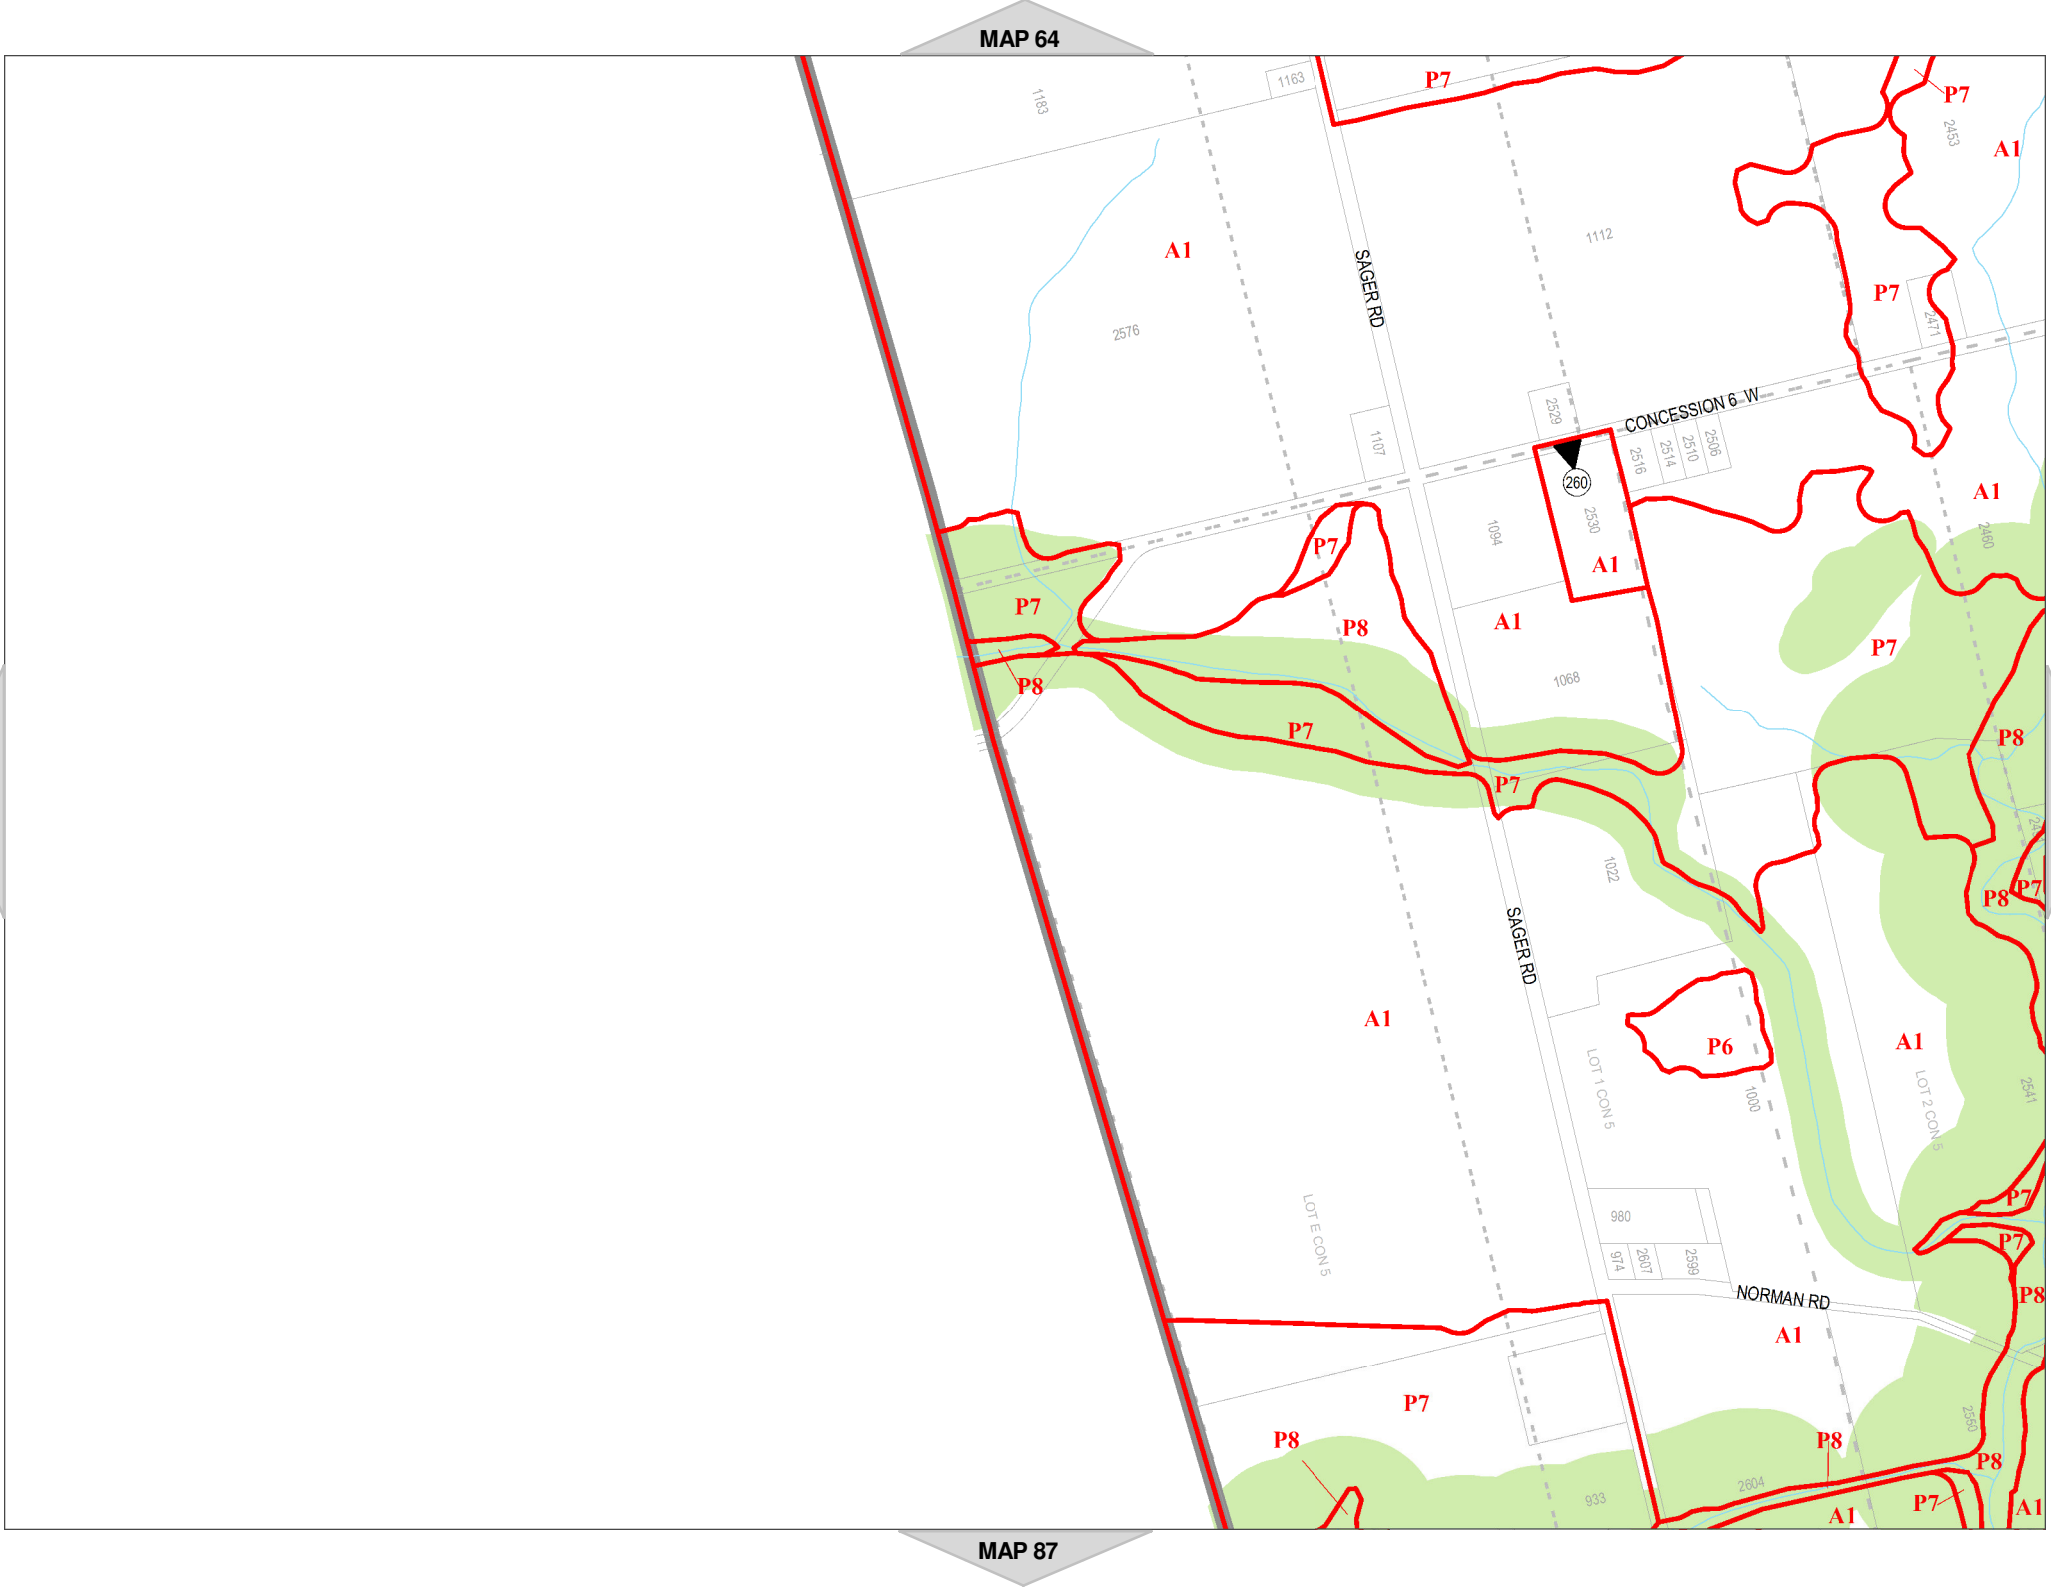 MAP 64
1163
P7
P7
1183
2453
A1
A1
1112
SAGER RD
P7
2576
2471
CONCESSION 6 W
2529
1107
2516
2514
2510
2506
260
A1
2530
1094
2460
P7
A1
P7
A1
P8
P7
1068
P8
P7
P8
P7
1022
P7
P8
SAGER RD
A1
P6
A1
LOT 1 CON 5
1000
LOT 2 CON 5
2541
P7
980
LOT E CON 5
P7
974
2607
2599
P8
NORMAN RD
A1
P7
2550
P8
P8
P8
2604
933
P7
A1
A1
MAP 87